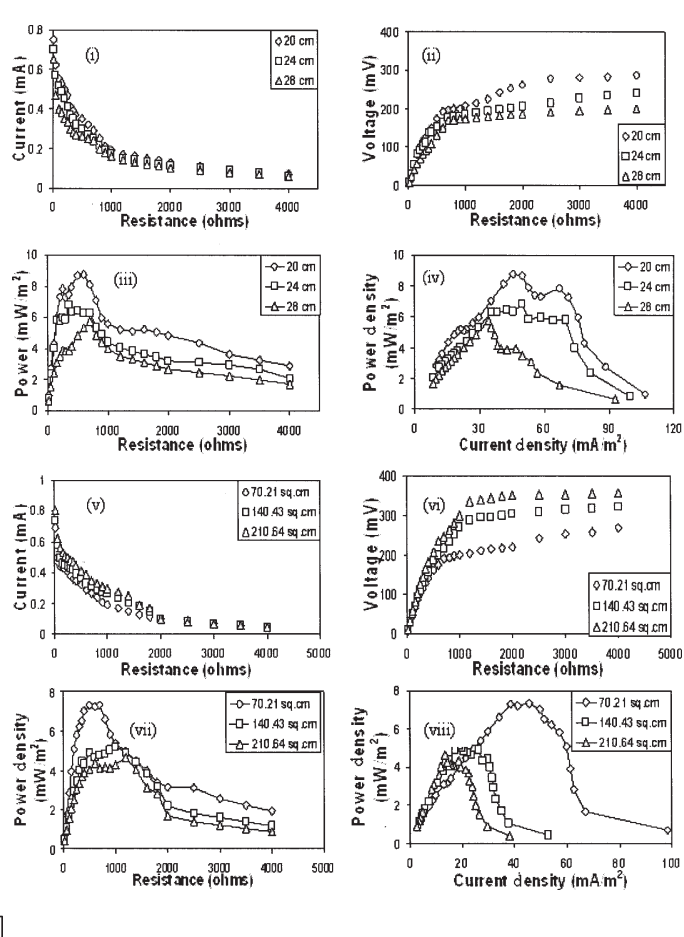 0.8
0.6
0.4
0.2
0
Current (mA)
(i)
20 cm
24 cm
28 cm
0 1000 2000 3000 4000
Resistance (ohms)
400
300
200
100
0
Voltage (mV)
(ii)
20 cm
24 cm
28 cm
0 1000 2000 3000 4000
Resistance (ohms)
10
8
6
4
2
0
Power (mW/m²)
(iii)
20 cm
24 cm
28 cm
0 1000 2000 3000 4000
Resistance (ohms)
10
8
6
4
2
0
Power density
(mW/m²)
(iv)
20 cm
24 cm
28 cm
0 30 60 90 120
Current density (mA/m²)
1
0.8
0.6
0.4
0.2
0
Current (mA)
(v)
70.21 sq.cm
140.43 sq.cm
210.64 sq.cm
0 1000 2000 3000 4000 5000
Resistance (ohms)
400
300
200
100
0
Voltage (mV)
(vi)
70.21 sq.cm
140.43 sq.cm
210.64 sq.cm
0 1000 2000 3000 4000 5000
Resistance (ohms)
8
6
4
2
0
Power density
(mW/m²)
(vii)
70.21 sq.cm
140.43 sq.cm
210.64 sq.cm
0 1000 2000 3000 4000 5000
Resistance (ohms)
8
6
4
2
0
Power density
(mW/m²)
(viii)
70.21 sq.cm
140.43 sq.cm
210.64 sq.cm
0 20 40 60 80 100
Current density (mA/m²)